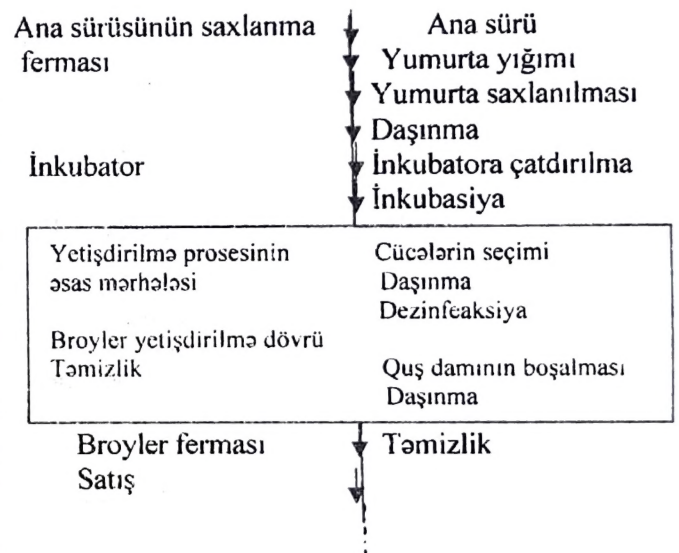 Ana sürüsünün saxlanma
ferması
Ana sürü
Yumurta yığımı
Yumurta saxlanılması
Daşınma
İnkubator
İnkubatora çatdırılma
İnkubasiya
Yetişdirilmə prosesinin
əsas mərhələsi
Broyler yetişdirilmə dövrü
Təmizlik
Cücələrin seçimi
Daşınma
Dezinfeaksiya
Quş damının boşalması
Daşınma
Broyler ferması
Satış
Təmizlik